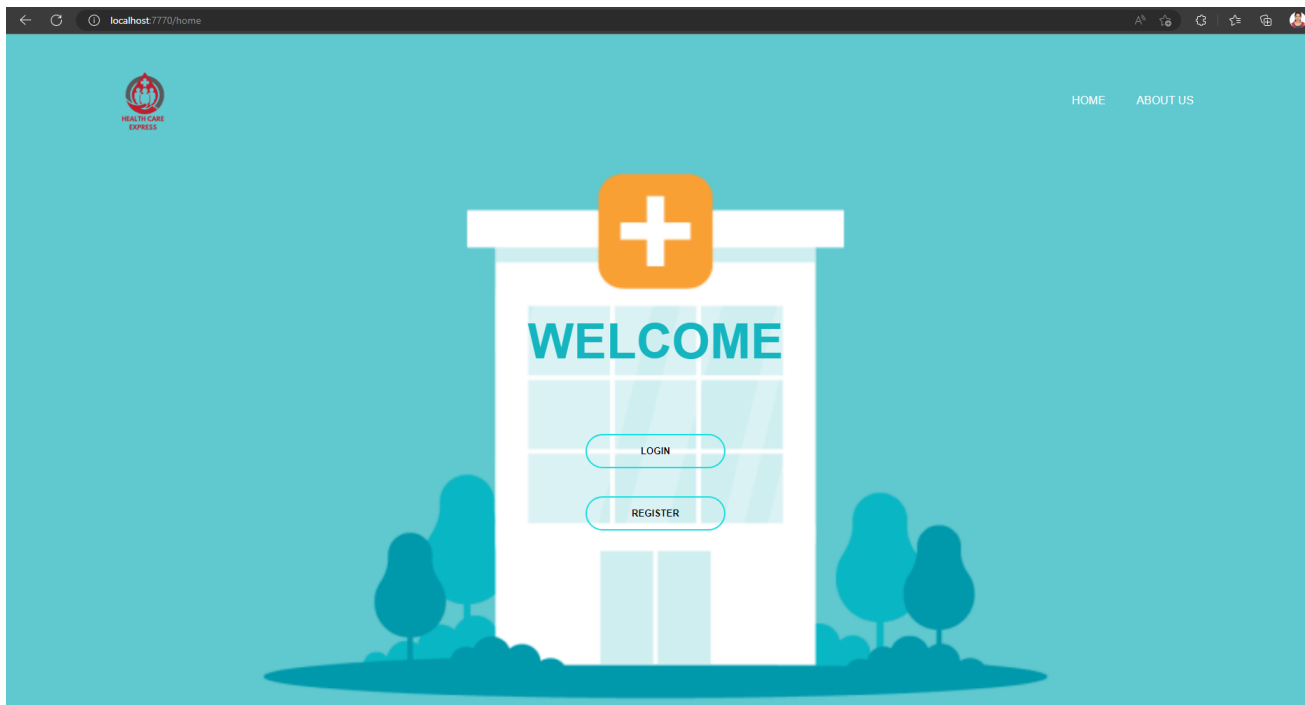 localhost:7770/home
HEALTH CARE
EXPRESS
HOME ABOUT US
WELCOME
LOGIN
REGISTER